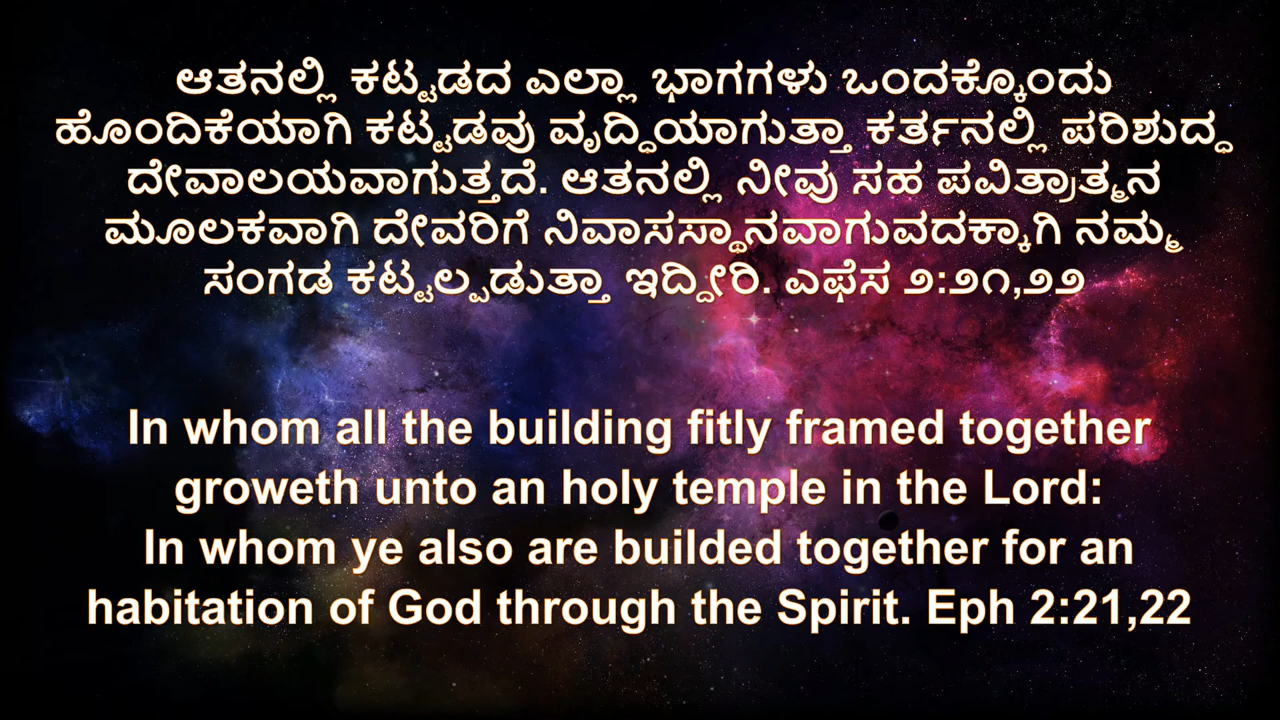 ಆತನಲ್ಲಿ ಕಟ್ಟಡದ ಎಲ್ಲಾ ಭಾಗಗಳು ಒಂದಕ್ಕೊಂದು
ಹೊಂದಿಕೆಯಾಗಿ ಕಟ್ಟಡವು ವೃದ್ಧಿಯಾಗುತ್ತಾ ಕರ್ತನಲ್ಲಿ ಪರಿಶುದ್ಧ
ದೇವಾಲಯವಾಗುತ್ತದೆ. ಆತನಲ್ಲಿ ನೀವು ಸಹ ಪವಿತ್ರಾತ್ಮನ
ಮೂಲಕವಾಗಿ ದೇವರಿಗೆ ನಿವಾಸಸ್ಥಾನವಾಗುವದಕ್ಕಾಗಿ ನಮ್ಮ
ಸಂಗಡ ಕಟ್ಟಲ್ಪಡುತ್ತಾ ಇದ್ದೀರಿ. ಎಫೆಸ ೨:೨೧,೨೨
In whom all the building fitly framed together
groweth unto an holy temple in the Lord:
In whom ye also are builded together for an
habitation of God through the Spirit. Eph 2:21,22